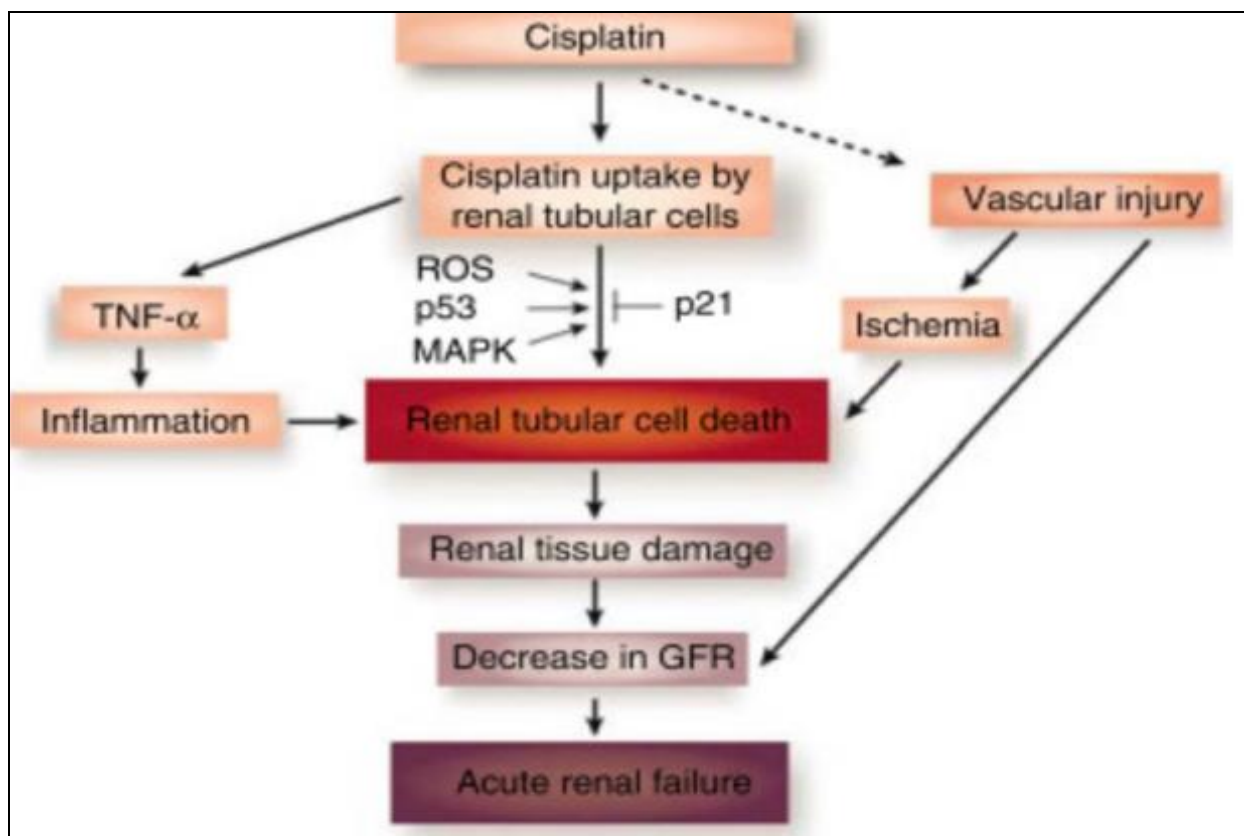 Cisplatin
Cisplatin uptake by
renal tubular cells
Vascular injury
ROS
p53
MAPK
p21
TNF-α
Ischemia
Inflammation
Renal tubular cell death
Renal tissue damage
Decrease in GFR
Acute renal failure